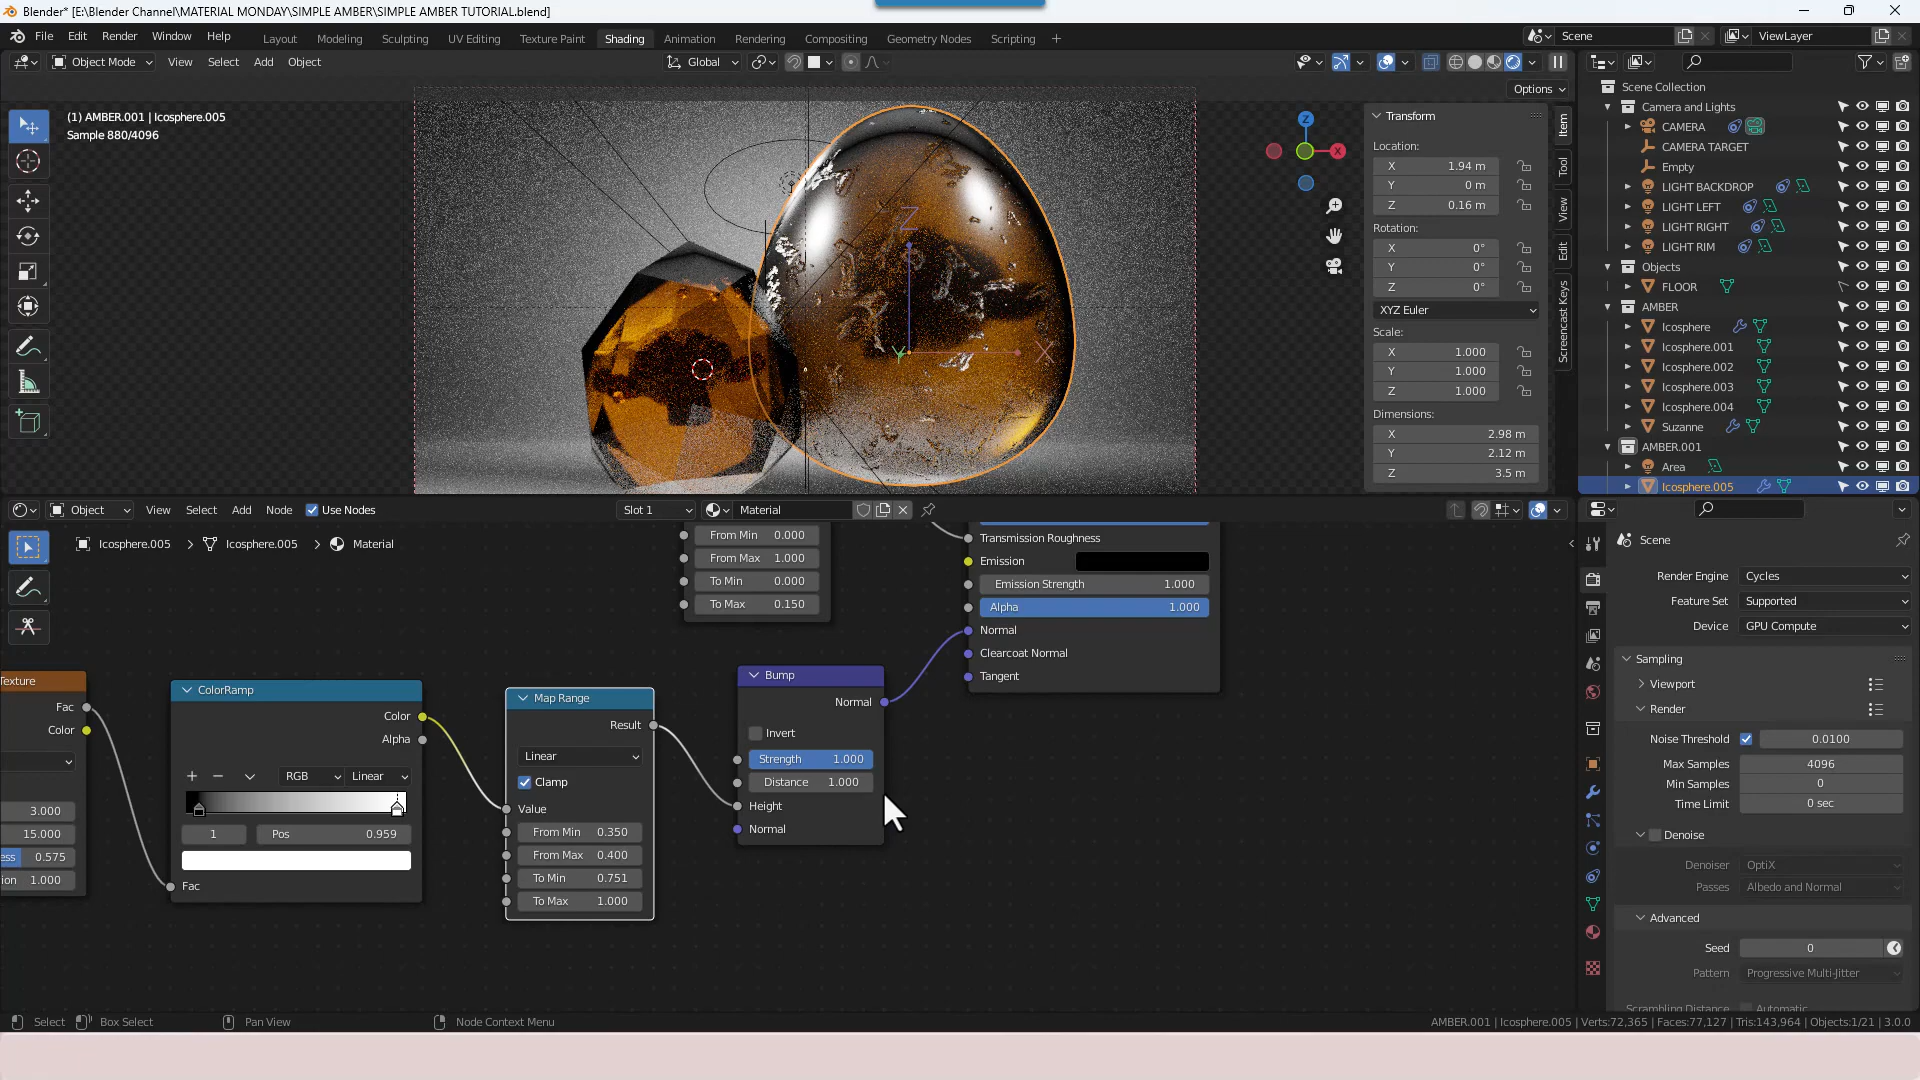 Blender* [E:\Blender Channel\MATERIAL MONDAY\SIMPLE AMBER\SIMPLE AMBER TUTORIAL.blend]
File Edit Render Window Help Layout Modeling Sculpting UV Editing Texture Paint Shading Animation Rendering Compositing Geometry Nodes Scripting Scene ViewLayer
Object Mode View Select Add Object Global
Options
(1) AMBER.001 | Icosphere.005
Sample 880/4096
Z
X
Z
Y
X
Transform
Location:
X 1.94 m
Y 0 m
Z 0.16 m
Rotation:
X 0°
Y 0°
Z 0°
XYZ Euler
Scale:
X 1.000
Y 1.000
Z 1.000
Dimensions:
X 2.98 m
Y 2.12 m
Z 3.5 m
Item
Tool
View
Edit
Screencast Keys
Scene Collection
Camera and Lights
CAMERA
CAMERA TARGET
Empty
LIGHT BACKDROP
LIGHT LEFT
LIGHT RIGHT
LIGHT RIM
Objects
FLOOR
AMBER
Icosphere
Icosphere.001
Icosphere.002
Icosphere.003
Icosphere.004
Suzanne
AMBER.001
Area
Icosphere.005
Object View Select Add Node Use Nodes Slot 1 Material
Icosphere.005 > Icosphere.005 > Material
From Min 0.000
From Max 1.000
To Min 0.000
To Max 0.150
Transmission Roughness
Emission
Emission Strength 1.000
Alpha 1.000
Normal
Clearcoat Normal
Tangent
Texture
Fac
Color
3.000
15.000
ess 0.575
ion 1.000
ColorRamp
Color
Alpha
RGB Linear
1 Pos 0.959
Fac
Map Range
Result
Linear
Clamp
Value
From Min 0.350
From Max 0.400
To Min 0.751
To Max 1.000
Bump
Normal
Invert
Strength 1.000
Distance 1.000
Height
Normal
Scene
Render Engine Cycles
Feature Set Supported
Device GPU Compute
Sampling
Viewport
Render
Noise Threshold 0.0100
Max Samples 4096
Min Samples 0
Time Limit 0 sec
Denoise
Denoiser OptiX
Passes Albedo and Normal
Advanced
Seed 0
Pattern Progressive Multi-Jitter
Scrambling Distance Automatic
Select Box Select Pan View Node Context Menu AMBER.001 | Icosphere.005 | Verts:72,365 | Faces:77,127 | Tris:143,964 | Objects:1/21 | 3.0.0